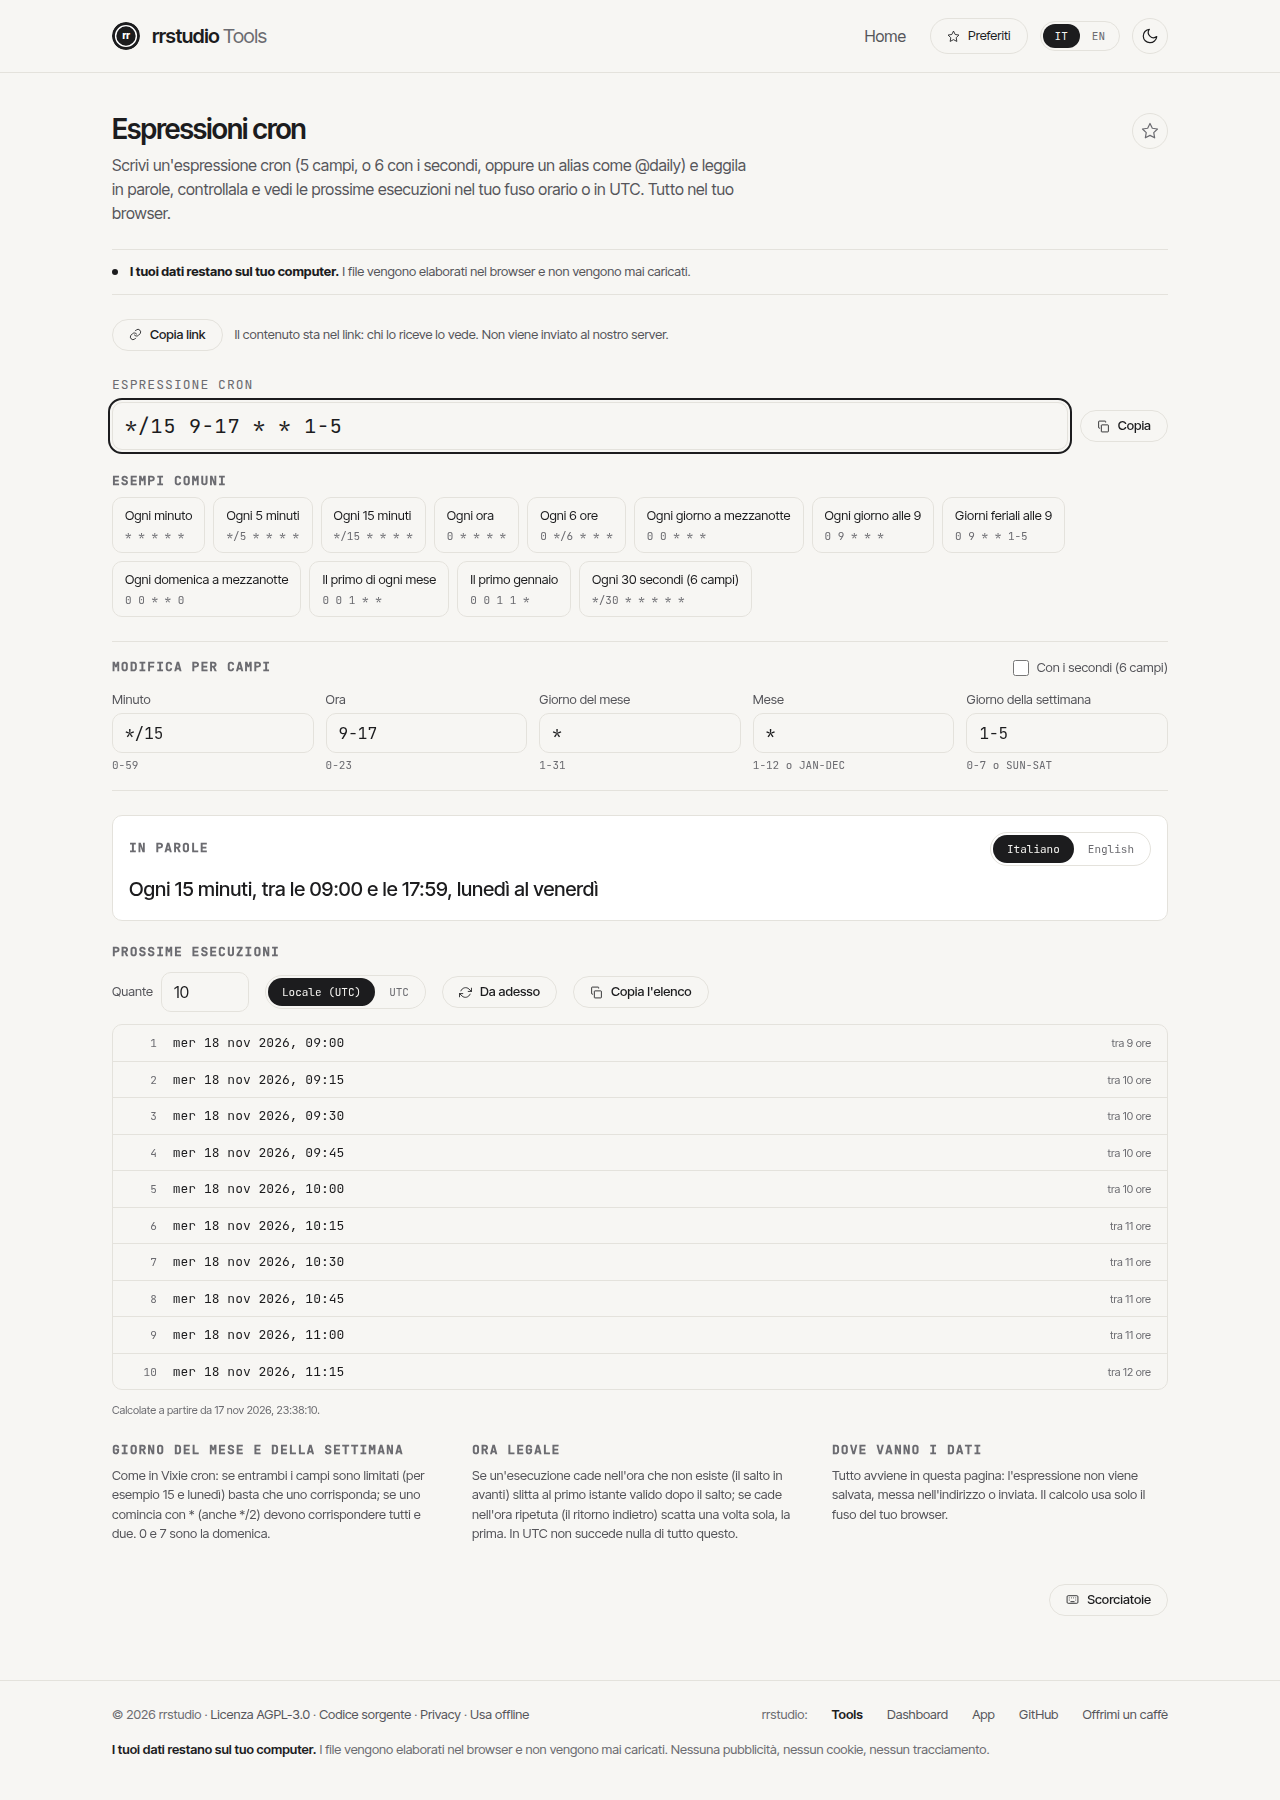 rr rrstudio Tools
Home
Preferiti
IT EN
Espressioni cron
Scrivi un'espressione cron (5 campi, o 6 con i secondi, oppure un alias come @daily) e leggila
in parole, controllala e vedi le prossime esecuzioni nel tuo fuso orario o in UTC. Tutto nel tuo
browser.
I tuoi dati restano sul tuo computer. I file vengono elaborati nel browser e non vengono mai caricati.
Copia link Il contenuto sta nel link: chi lo riceve lo vede. Non viene inviato al nostro server.
ESPRESSIONE CRON
*/15 9-17 * * 1-5
Copia
ESEMPI COMUNI
Ogni minuto Ogni 5 minuti Ogni 15 minuti Ogni ora Ogni 6 ore Ogni giorno a mezzanotte Ogni giorno alle 9 Giorni feriali alle 9
* * * * * */5 * * * * */15 * * * * 0 * * * * 0 */6 * * * 0 0 * * * 0 9 * * * 0 9 * * 1-5
Ogni domenica a mezzanotte Il primo di ogni mese Il primo gennaio Ogni 30 secondi (6 campi)
0 0 * * 0 0 0 1 * * 0 0 1 1 * */30 * * * * *
MODIFICA PER CAMPI
Con i secondi (6 campi)
Minuto Ora Giorno del mese Mese Giorno della settimana
*/15 9-17 * * 1-5
0-59 0-23 1-31 1-12 o JAN-DEC 0-7 o SUN-SAT
IN PAROLE
Italiano English
Ogni 15 minuti, tra le 09:00 e le 17:59, lunedì al venerdì
PROSSIME ESECUZIONI
Quante 10 Locale (UTC) UTC Da adesso Copia l'elenco
1 mer 18 nov 2026, 09:00 tra 9 ore
2 mer 18 nov 2026, 09:15 tra 10 ore
3 mer 18 nov 2026, 09:30 tra 10 ore
4 mer 18 nov 2026, 09:45 tra 10 ore
5 mer 18 nov 2026, 10:00 tra 10 ore
6 mer 18 nov 2026, 10:15 tra 11 ore
7 mer 18 nov 2026, 10:30 tra 11 ore
8 mer 18 nov 2026, 10:45 tra 11 ore
9 mer 18 nov 2026, 11:00 tra 11 ore
10 mer 18 nov 2026, 11:15 tra 12 ore
Calcolate a partire da 17 nov 2026, 23:38:10.
GIORNO DEL MESE E DELLA SETTIMANA
Come in Vixie cron: se entrambi i campi sono limitati (per
esempio 15 e lunedì) basta che uno corrisponda; se uno
comincia con * (anche */2) devono corrispondere tutti e
due. 0 e 7 sono la domenica.
ORA LEGALE
Se un'esecuzione cade nell'ora che non esiste (il salto in
avanti) slitta al primo istante valido dopo il salto; se cade
nell'ora ripetuta (il ritorno indietro) scatta una volta sola, la
prima. In UTC non succede nulla di tutto questo.
DOVE VANNO I DATI
Tutto avviene in questa pagina: l'espressione non viene
salvata, messa nell'indirizzo o inviata. Il calcolo usa solo il
fuso del tuo browser.
Scorciatoie
© 2026 rrstudio · Licenza AGPL-3.0 · Codice sorgente · Privacy · Usa offline
rrstudio: Tools Dashboard App GitHub Offrimi un caffè
I tuoi dati restano sul tuo computer. I file vengono elaborati nel browser e non vengono mai caricati. Nessuna pubblicità, nessun cookie, nessun tracciamento.